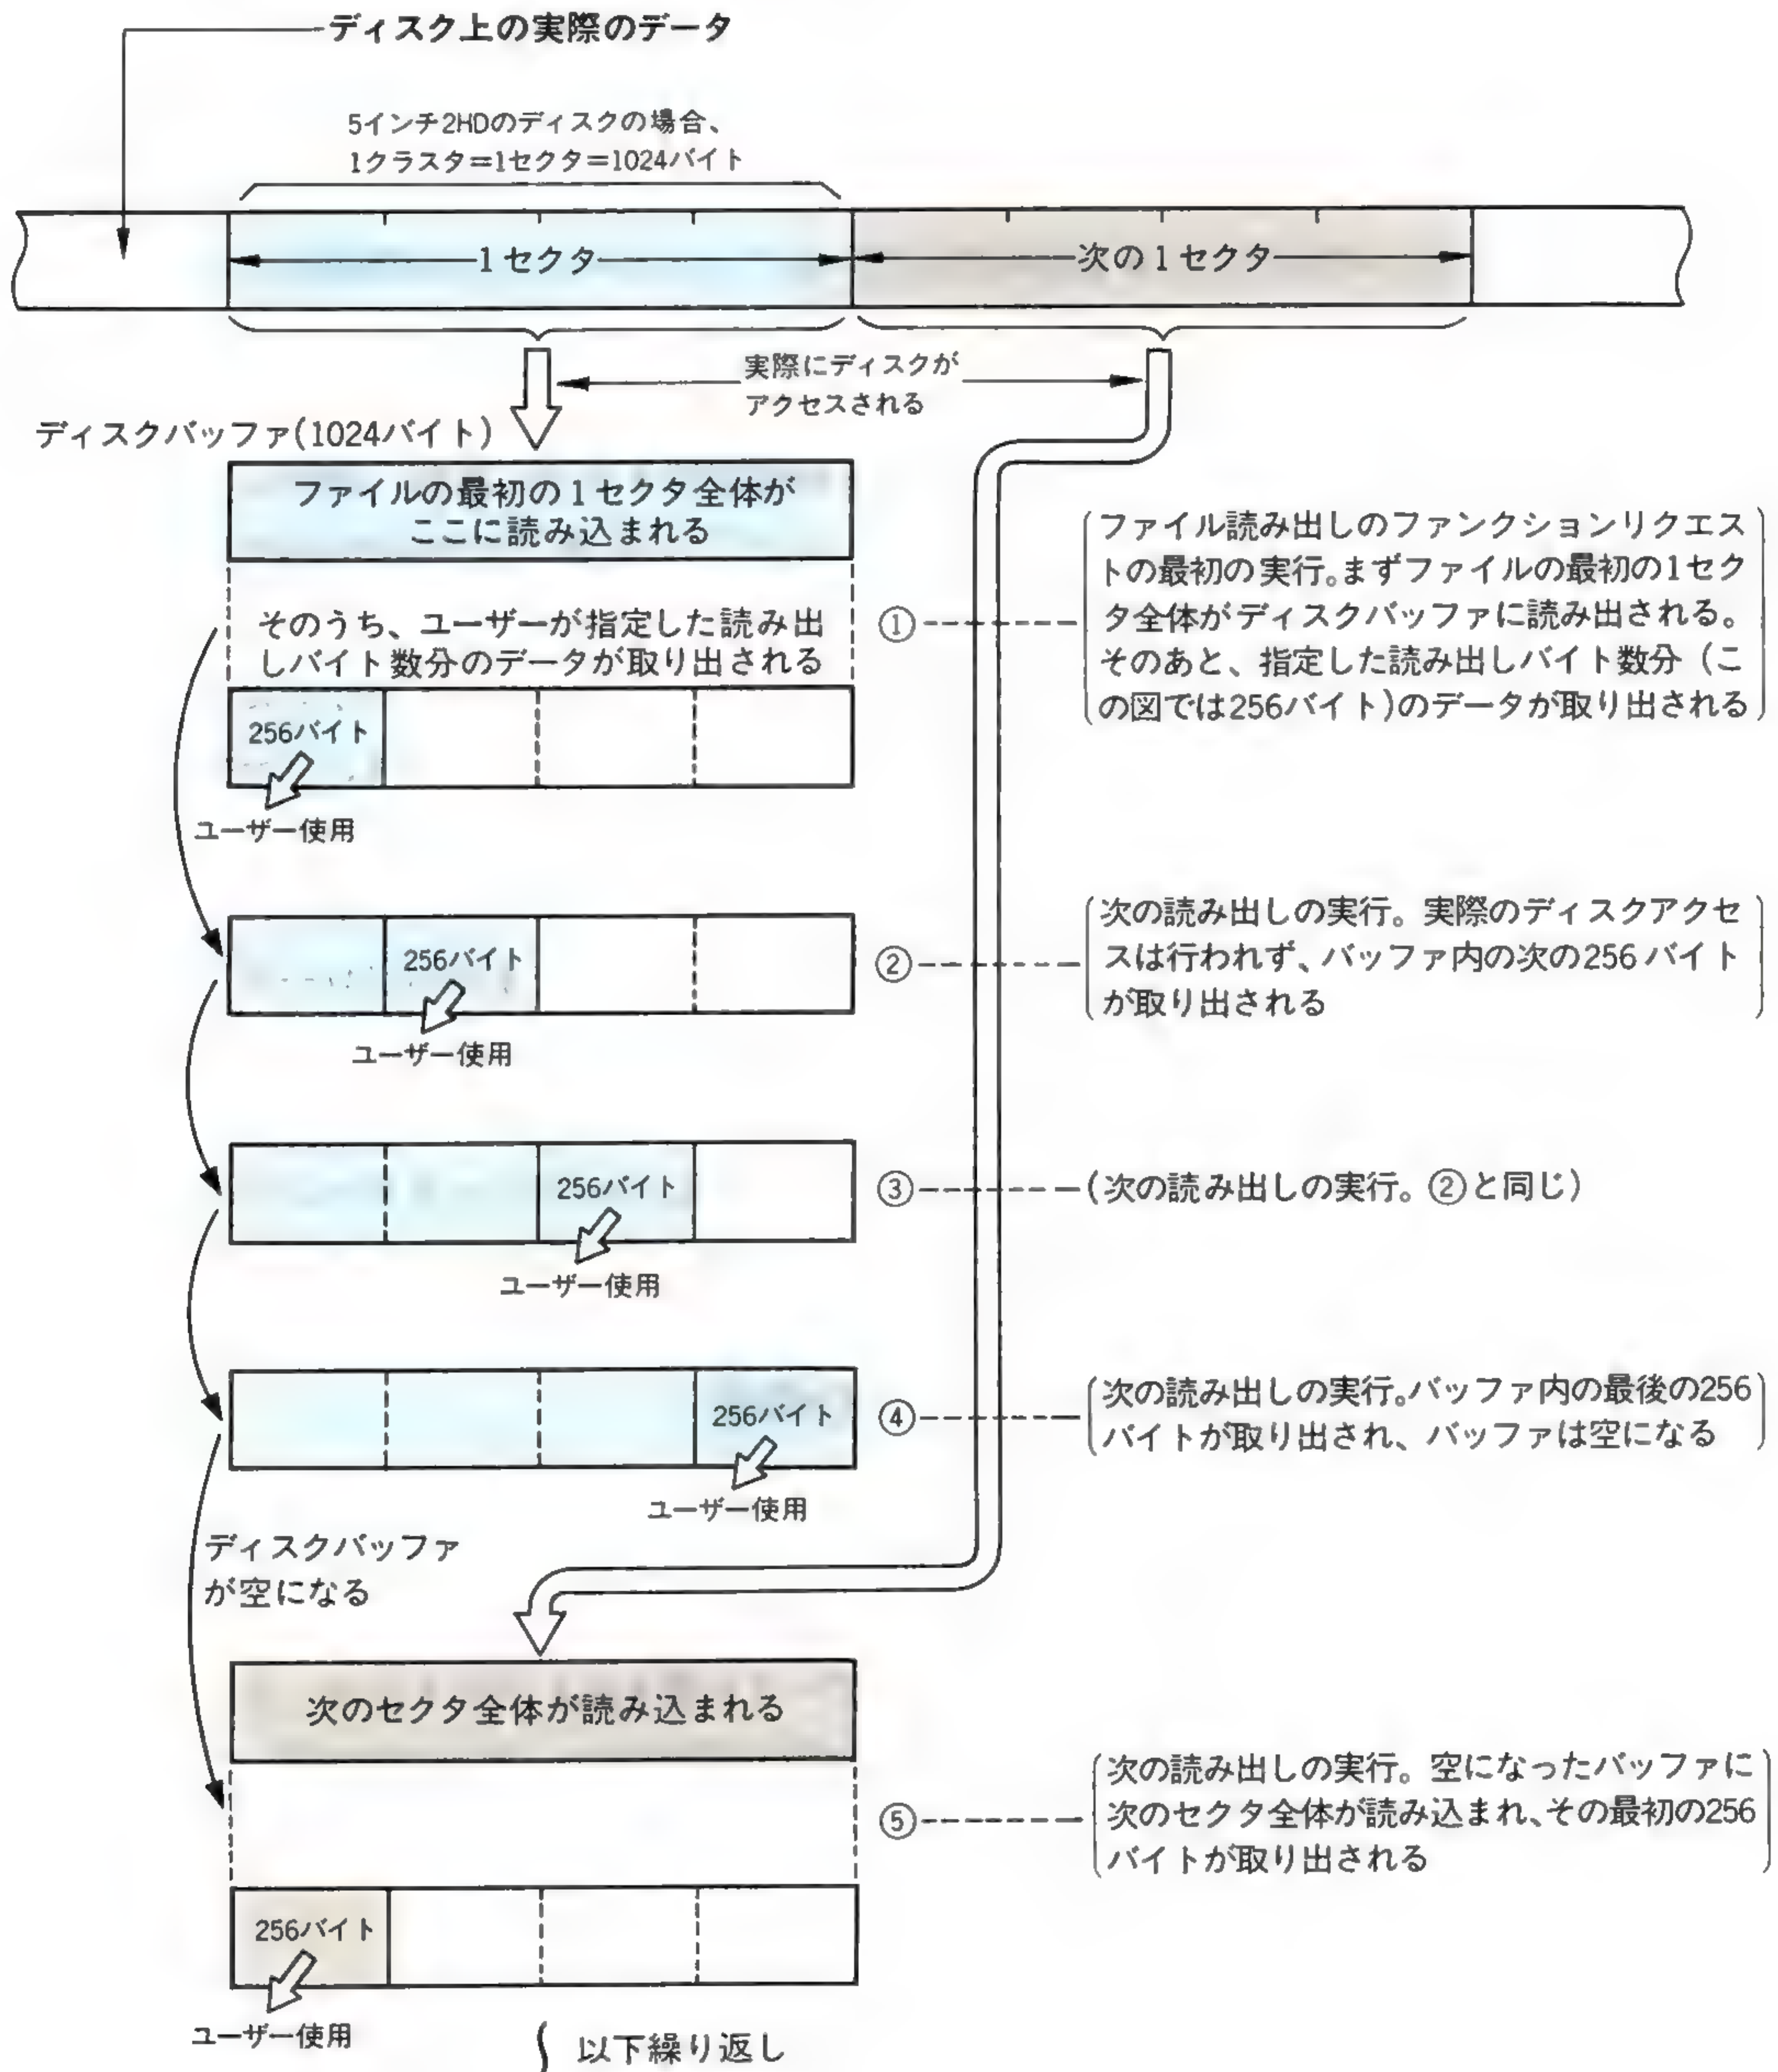 ディスク上の実際のデータ
5インチ2HDのディスクの場合、
1クラスタ=1セクタ=1024バイト
1セクタ
次の1セクタ
実際にディスクが
アクセスされる
ディスクバッファ(1024バイト)
ファイルの最初の1セクタ全体が
ここに読み込まれる
そのうち、ユーザーが指定した読み出
しバイト数分のデータが取り出される
①
ファイル読み出しのファンクションリクエス
トの最初の実行。まずファイルの最初の1セク
タ全体がディスクバッファに読み出される。
そのあと、指定した読み出しバイト数分(こ
の図では256バイト)のデータが取り出される
256バイト
ユーザー使用
256バイト
ユーザー使用
②
次の読み出しの実行。実際のディスクアクセ
スは行われず、バッファ内の次の256バイト
が取り出される
256バイト
ユーザー使用
③
(次の読み出しの実行。②と同じ)
256バイト
ユーザー使用
④
次の読み出しの実行。バッファ内の最後の256
バイトが取り出され、バッファは空になる
ディスクバッファ
が空になる
次のセクタ全体が読み込まれる
⑤
次の読み出しの実行。空になったバッファに
次のセクタ全体が読み込まれ、その最初の256
バイトが取り出される
256バイト
ユーザー使用
以下繰り返し